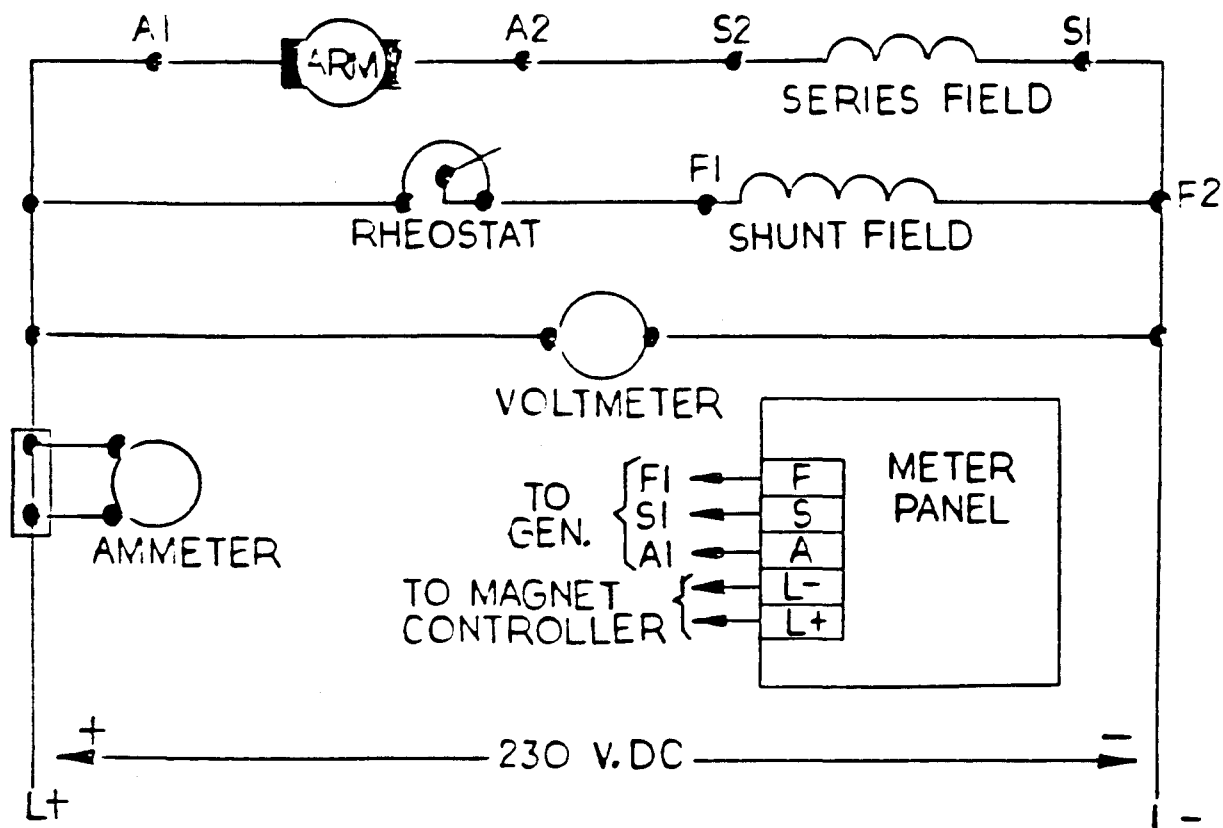 A1 ARM A2 S2 S1
SERIES FIELD
F1 F2
RHEOSTAT SHUNT FIELD
VOLTMETER
AMMETER
METER
PANEL
TO
GEN.
F1 F
S1 S
A1 A
TO MAGNET
CONTROLLER
L-
L+
+ 230 V.DC -
L+ L-